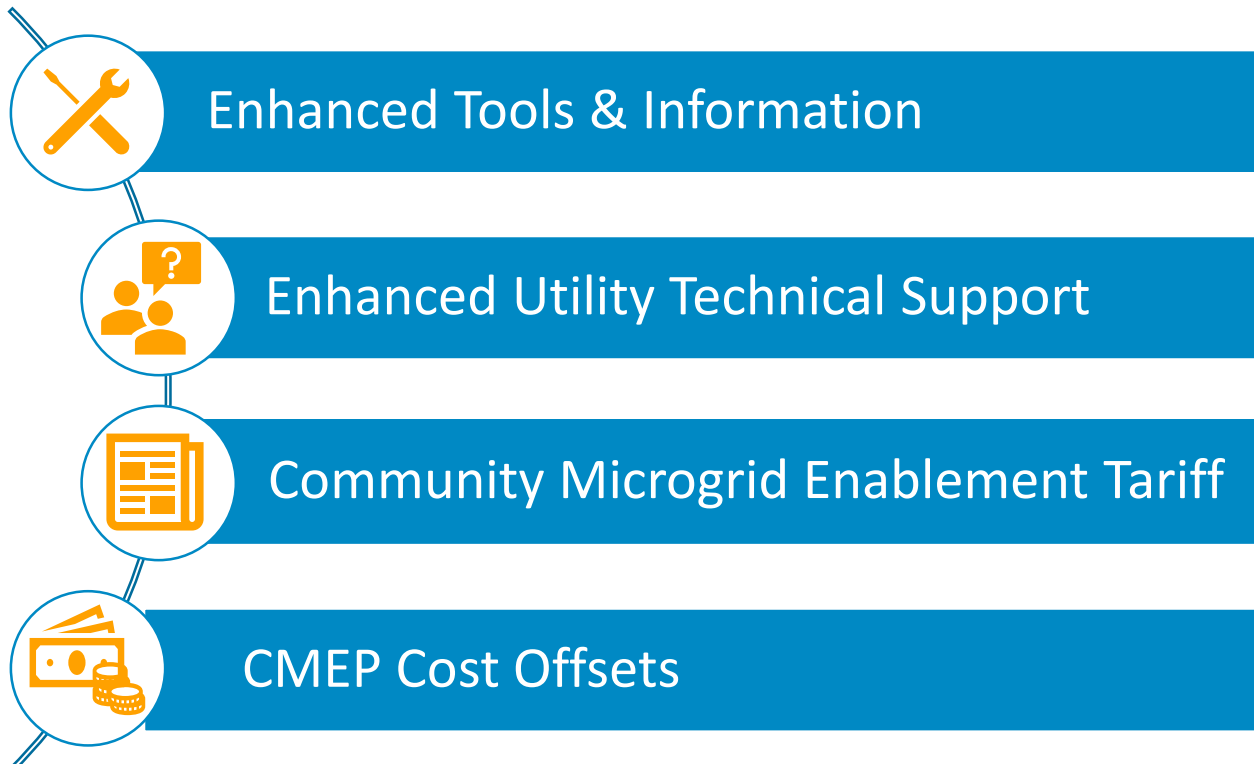 Enhanced Tools & Information
?
Enhanced Utility Technical Support
Community Microgrid Enablement Tariff
CMEP Cost Offsets